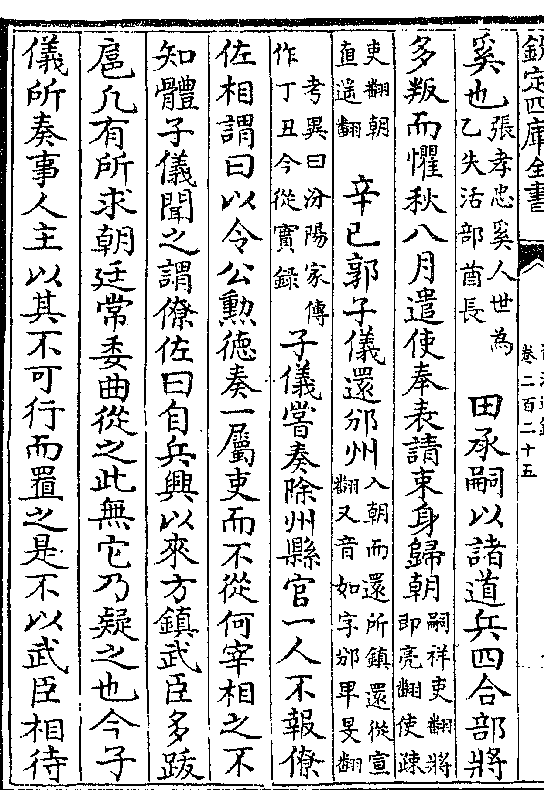 欽定四庫全書
卷二百二十五
奚也張孝忠奚人世為乙失活部酋長田承嗣以諸道兵四合部將
多叛而懼秋八月遣使奉表請束身歸朝嗣祥吏翻將即亮翻使疎
吏翻朝直遥翻辛巳郭子儀還邠州入朝而還所鎮還從宣翻又音如字邠卑旻翻
考異曰汾陽家傳作丁丑今從實録子儀嘗奏除州縣官一人不報僚
佐相謂曰以令公勲德奏一屬吏而不從何宰相之不
知體子儀聞之謂僚佐曰自兵興以來方鎮武臣多跋
扈凡有所求朝廷常委曲從之此無它乃疑之也今子
儀所奏事人主以其不可行而置之是不以武臣相待